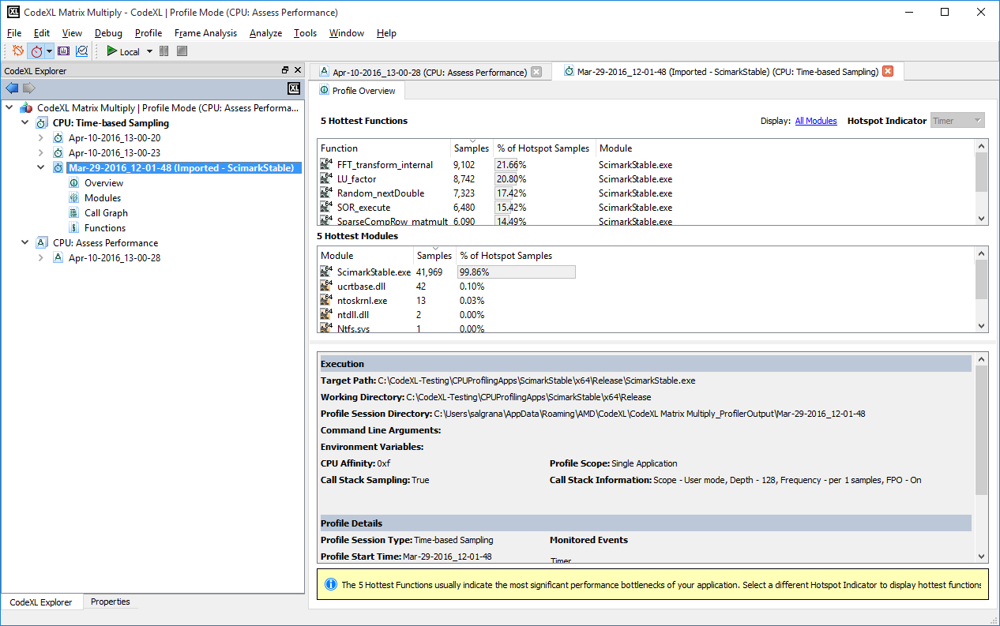 CodeXL Matrix Multiply - CodeXL | Profile Mode (CPU: Assess Performance)
File Edit View Debug Profile Frame Analysis Analyze Tools Window Help
Local
CodeXL Explorer
XL
CodeXL Matrix Multiply | Profile Mode (CPU: Assess Performa...
CPU: Time-based Sampling
Apr-10-2016_13-00-20
Apr-10-2016_13-00-23
Mar-29-2016_12-01-48 (Imported - ScimarkStable)
Overview
Modules
Call Graph
Functions
CPU: Assess Performance
Apr-10-2016_13-00-28
CodeXL Explorer Properties
Apr-10-2016_13-00-28 (CPU: Assess Performance) Mar-29-2016_12-01-48 (Imported - ScimarkStable) (CPU: Time-based Sampling)
Profile Overview
5 Hottest Functions Display: All Modules Hotspot Indicator Timer
Function Samples % of Hotspot Samples Module
FFT_transform_internal 9,102 21.66% ScimarkStable.exe
LU_factor 8,742 20.80% ScimarkStable.exe
Random_nextDouble 7,323 17.42% ScimarkStable.exe
SOR_execute 6,480 15.42% ScimarkStable.exe
SparseCompRow_matmult 6,090 14.49% ScimarkStable.exe
5 Hottest Modules
Module Samples % of Hotspot Samples
ScimarkStable.exe 41,969 99.86%
ucrtbase.dll 42 0.10%
ntoskrnl.exe 13 0.03%
ntdll.dll 2 0.00%
Ntfs.sys 1 0.00%
Execution
Target Path: C:\CodeXL-Testing\CPUProfilingApps\ScimarkStable\x64\Release\ScimarkStable.exe
Working Directory: C:\CodeXL-Testing\CPUProfilingApps\ScimarkStable\x64\Release
Profile Session Directory: C:\Users\salgrana\AppData\Roaming\AMD\CodeXL\CodeXL Matrix Multiply_ProfilerOutput\Mar-29-2016_12-01-48
Command Line Arguments:
Environment Variables:
CPU Affinity: 0xf Profile Scope: Single Application
Call Stack Sampling: True Call Stack Information: Scope - User mode, Depth - 128, Frequency - per 1 samples, FPO - On
Profile Details
Profile Session Type: Time-based Sampling Monitored Events
Profile Start Time: Mar-29-2016_12-01-48 Timer
The 5 Hottest Functions usually indicate the most significant performance bottlenecks of your application. Select a different Hotspot Indicator to display hottest functions